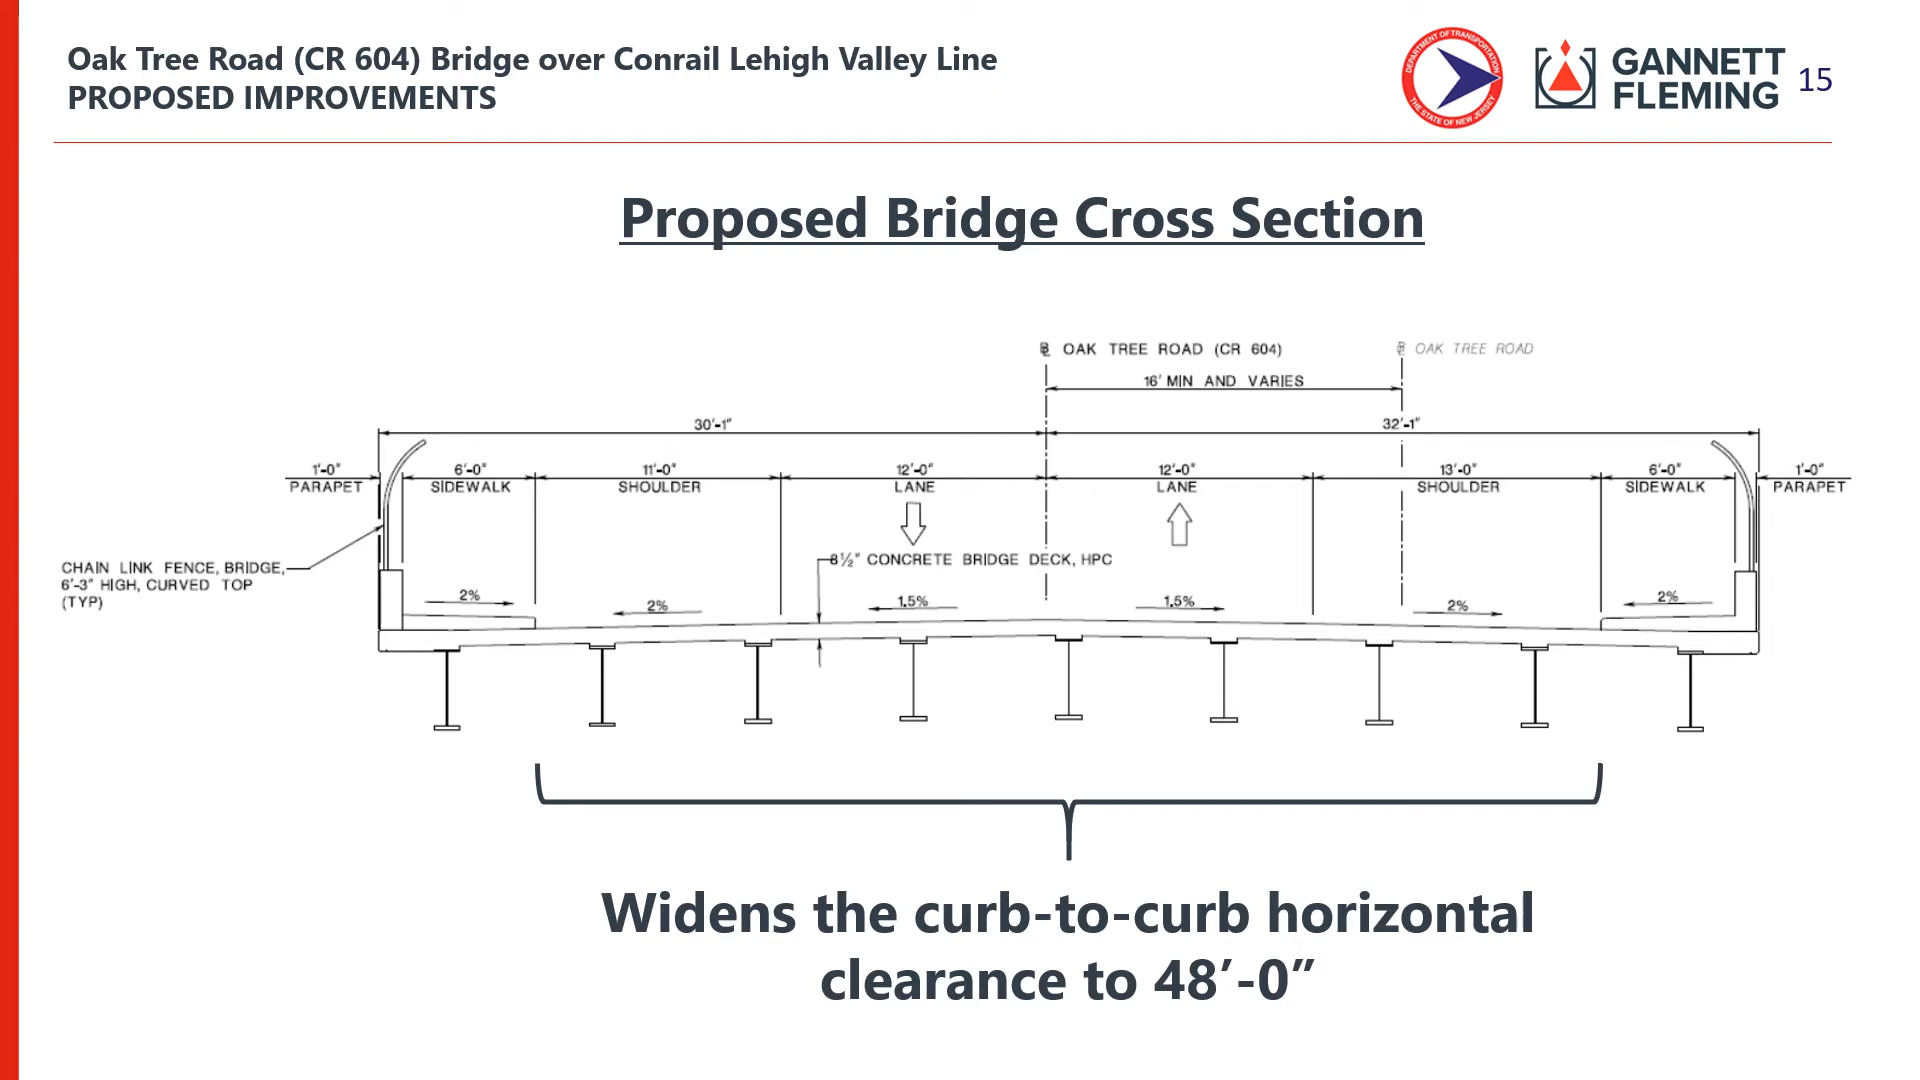 Oak Tree Road (CR 604) Bridge over Conrail Lehigh Valley Line
PROPOSED IMPROVEMENTS
DEPARTMENT OF TRANSPORTATION
THE STATE OF NEW JERSEY
GANNETT
FLEMING
15
Proposed Bridge Cross Section
℄ OAK TREE ROAD (CR 604)
℄ OAK TREE ROAD
16' MIN AND VARIES
30'-1"
32'-1"
1'-0"
PARAPET
6'-0"
SIDEWALK
11'-0"
SHOULDER
12'-0"
LANE
12'-0"
LANE
13'-0"
SHOULDER
6'-0"
SIDEWALK
1'-0"
PARAPET
8½" CONCRETE BRIDGE DECK, HPC
CHAIN LINK FENCE, BRIDGE,
6'-3" HIGH, CURVED TOP
(TYP)
2%
2%
1.5%
1.5%
2%
2%
Widens the curb-to-curb horizontal
clearance to 48’-0”